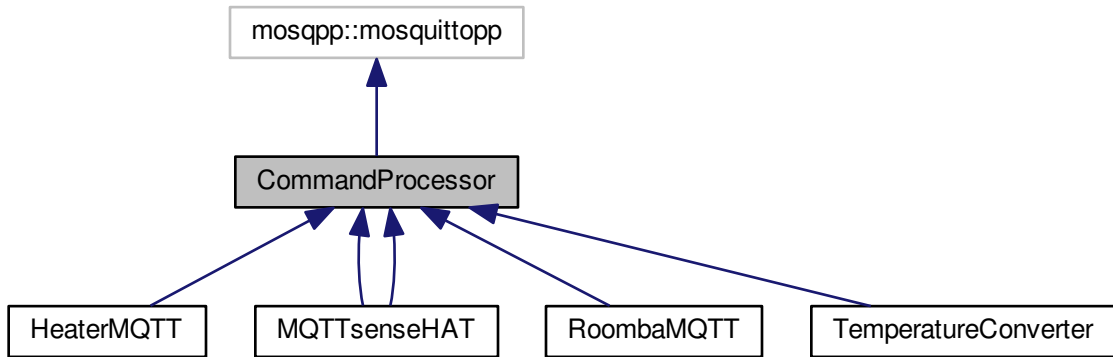 mosqpp::mosquittopp
CommandProcessor
HeaterMQTT
MQTTsenseHAT
RoombaMQTT
TemperatureConverter